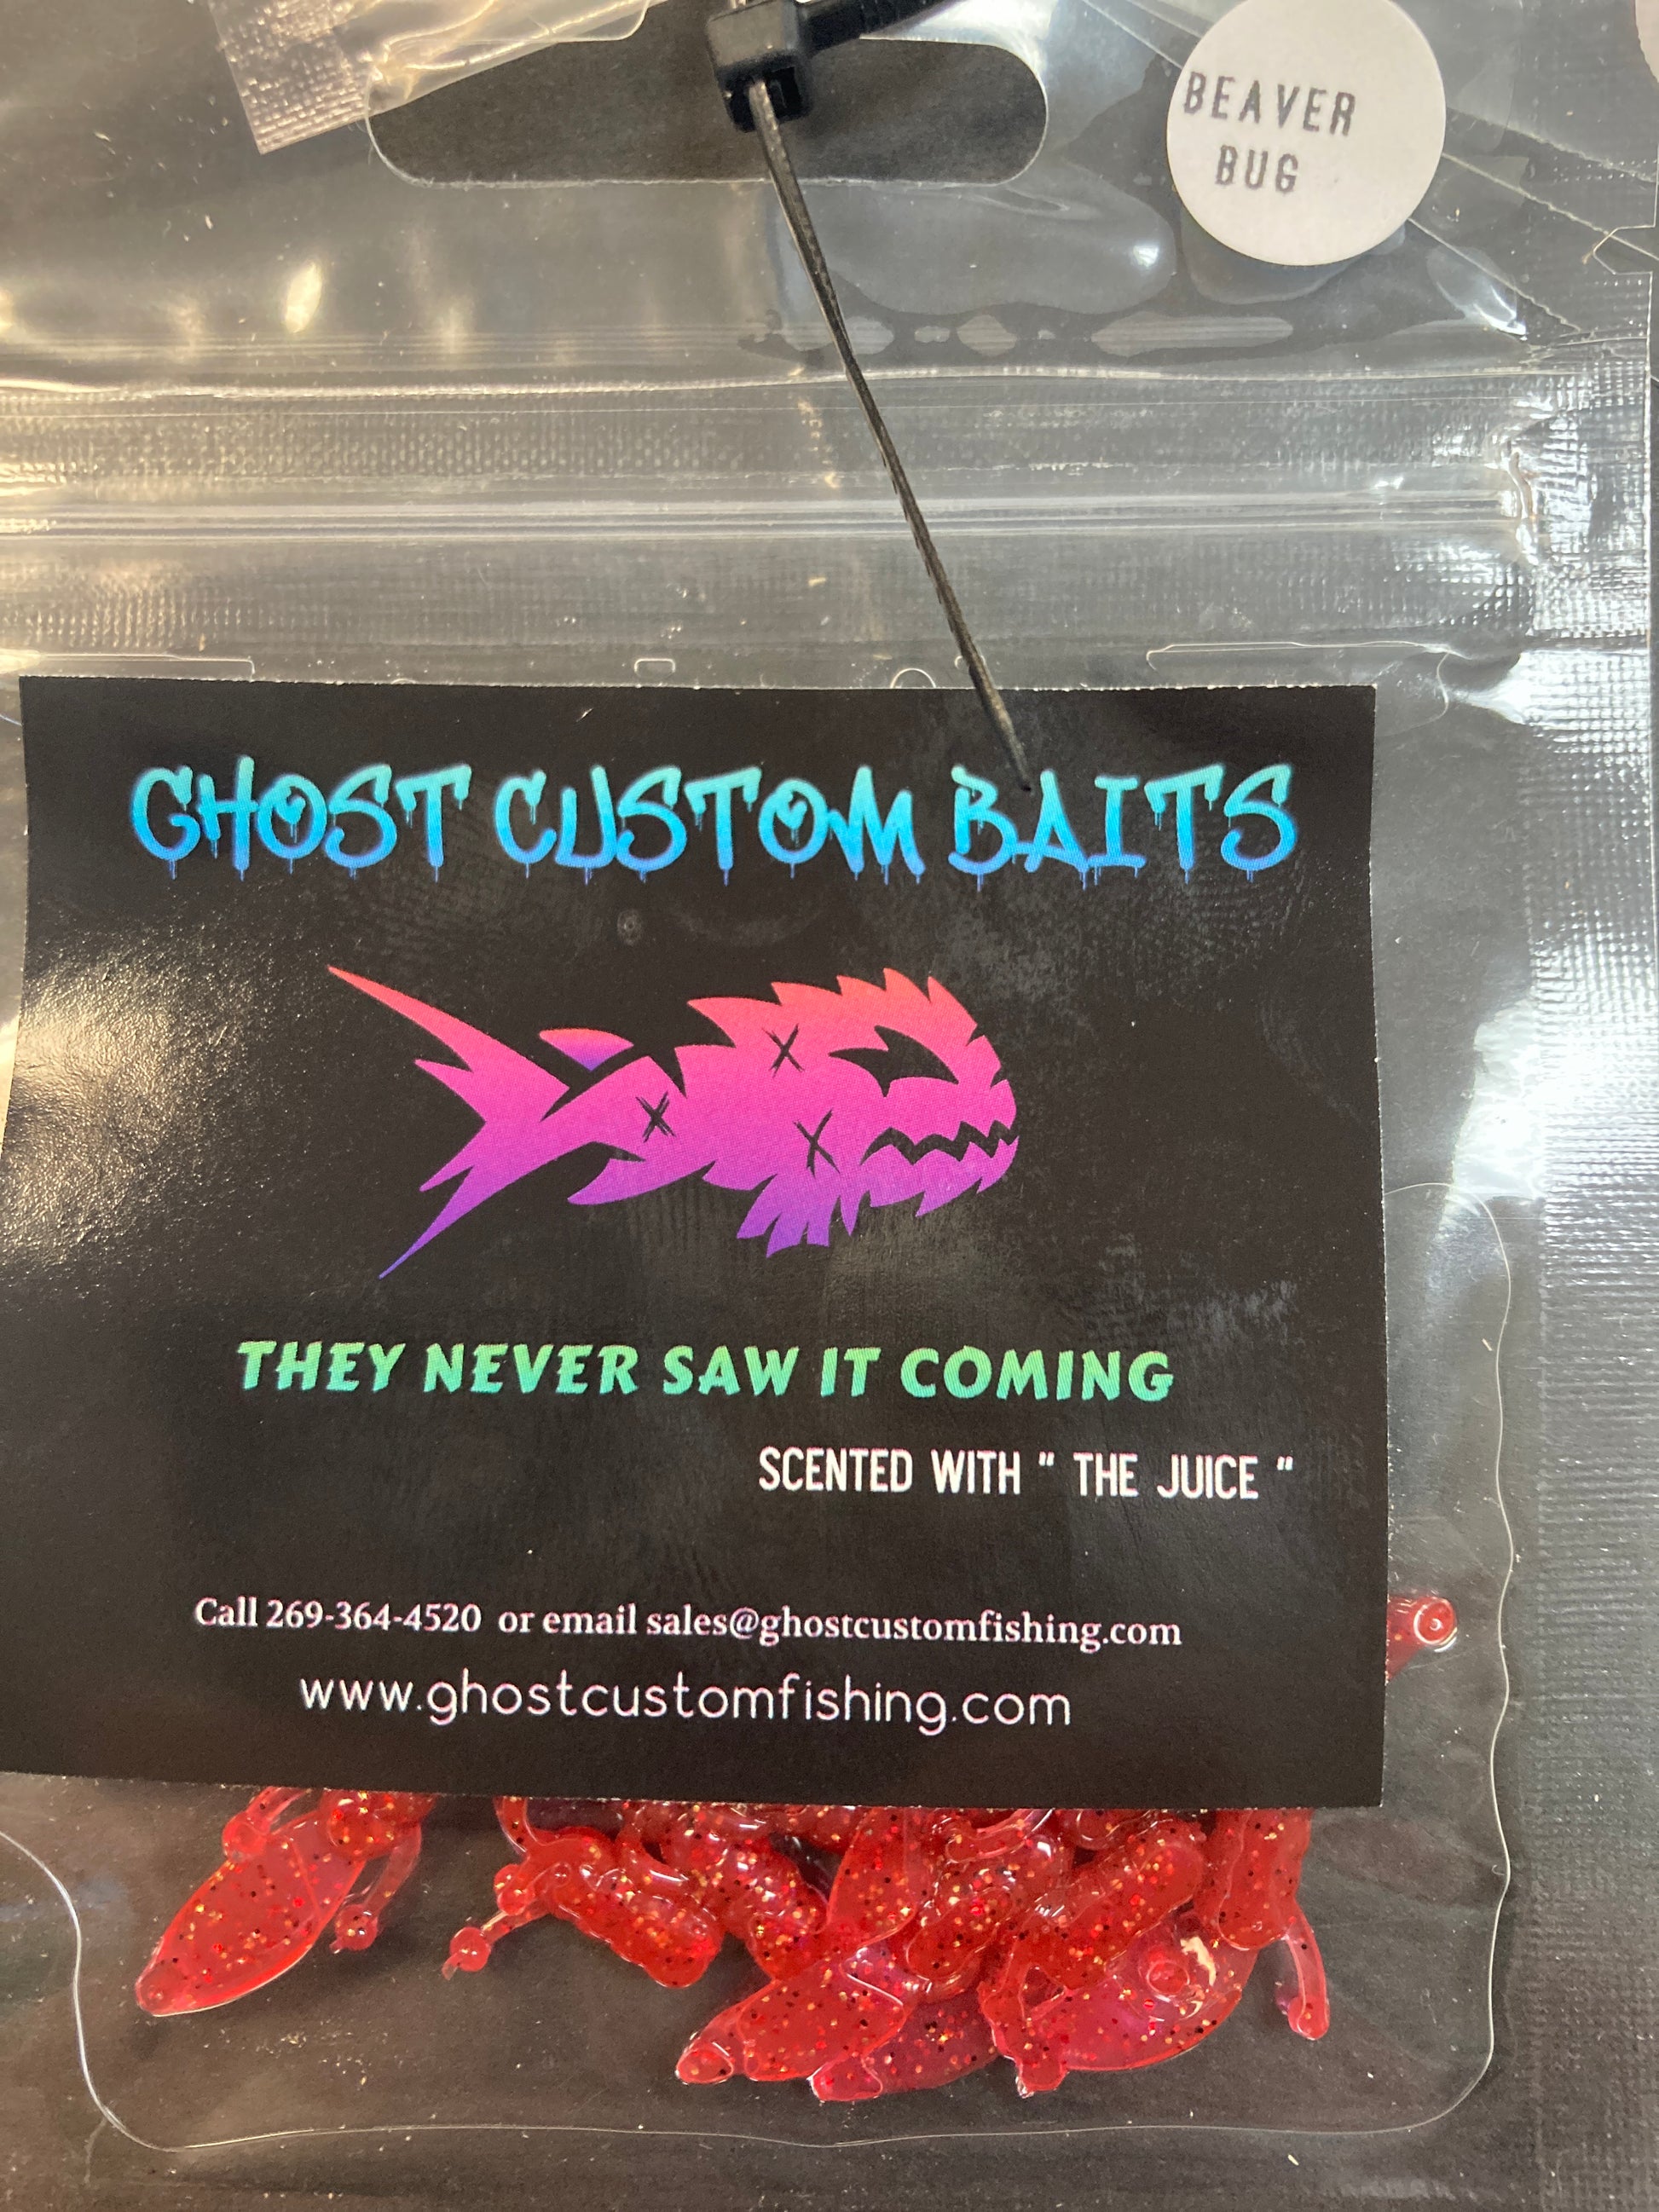 BEAVER
BUG
GHOST CUSTOM BAITS
THEY NEVER SAW IT COMING
SCENTED WITH " THE JUICE "
Call 269-364-4520 or email sales@ghostcustomfishing.com
www.ghostcustomfishing.com